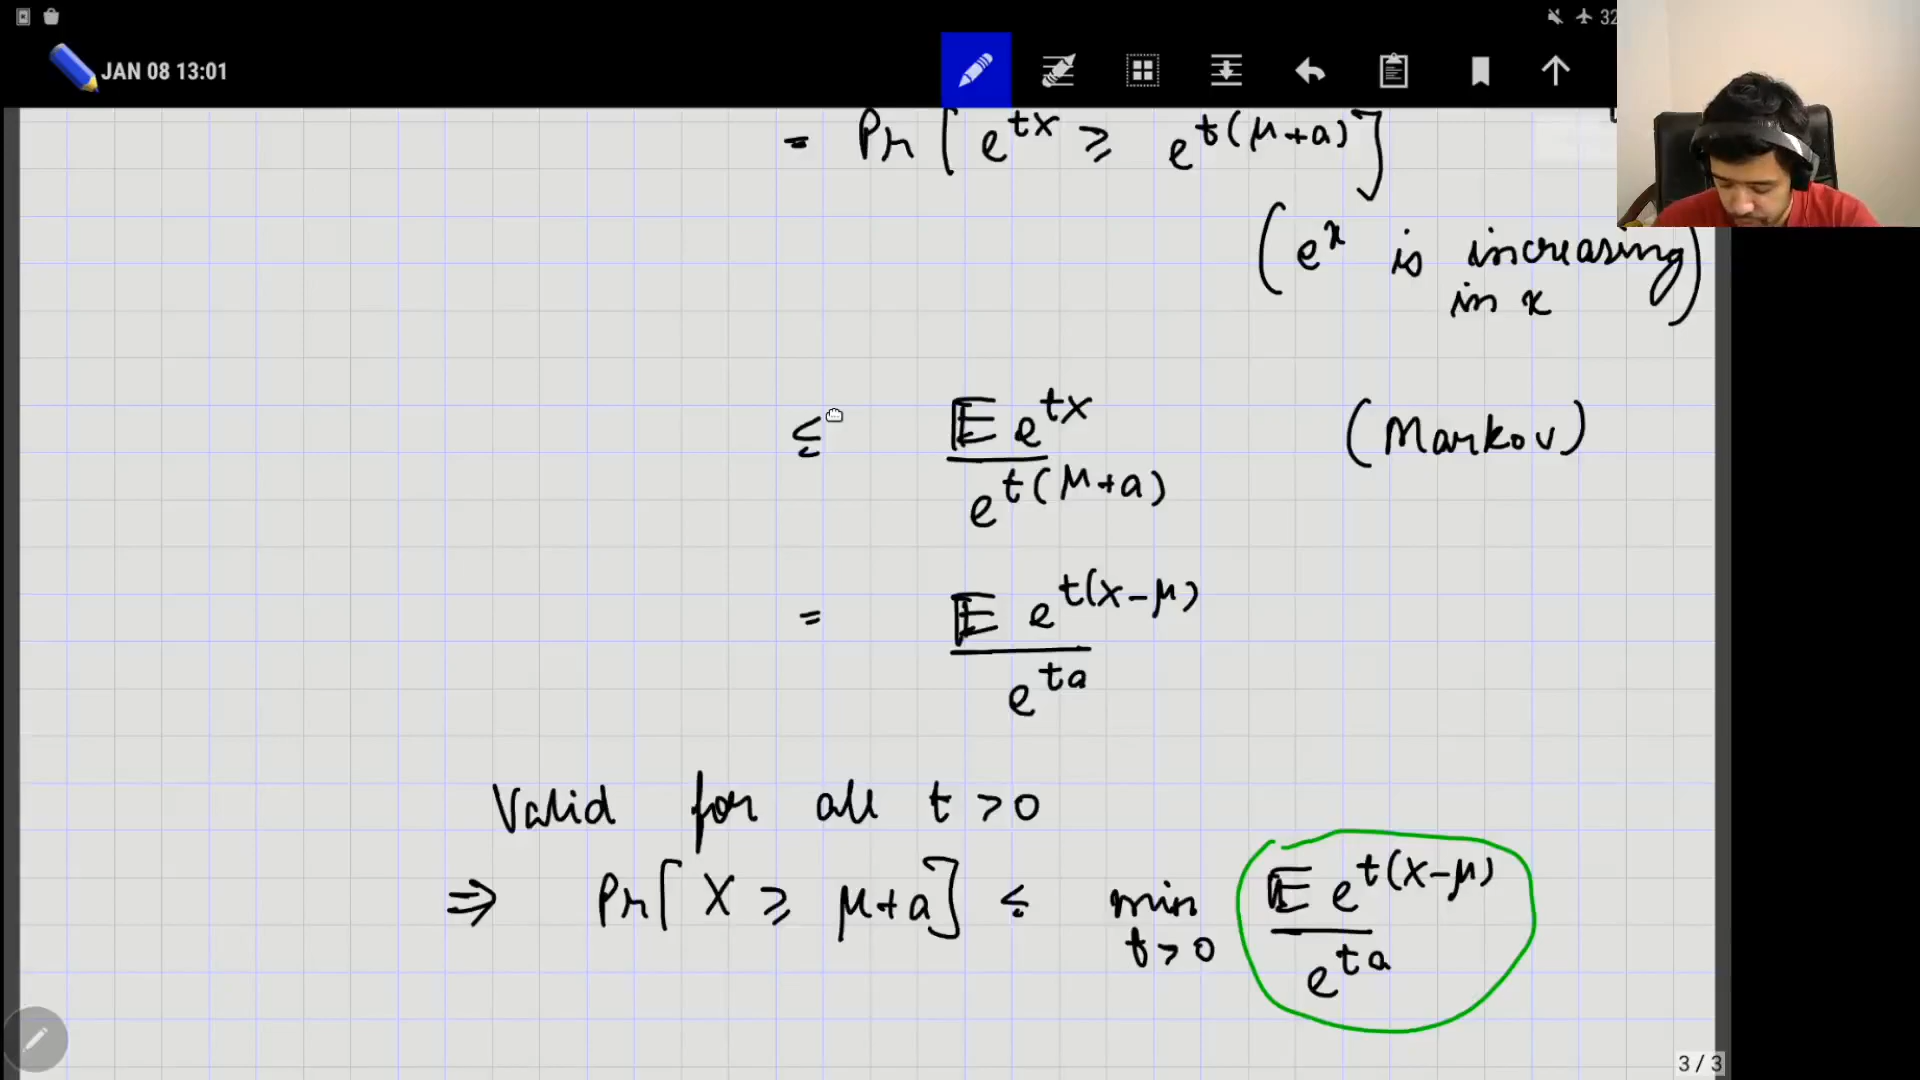 32
JAN 08 13:01
= Pr[ e^{tX} ≥ e^{t(μ+a)} ]
( e^x is increasing
in x )
≤ 𝔼 e^{tX} / e^{t(μ+a)} (Markov)
= 𝔼 e^{t(X-μ)} / e^{ta}
Valid for all t > 0
⇒ Pr[ X ≥ μ+a ] ≤ min_{t>0} 𝔼 e^{t(X-μ)} / e^{ta}
3 / 3